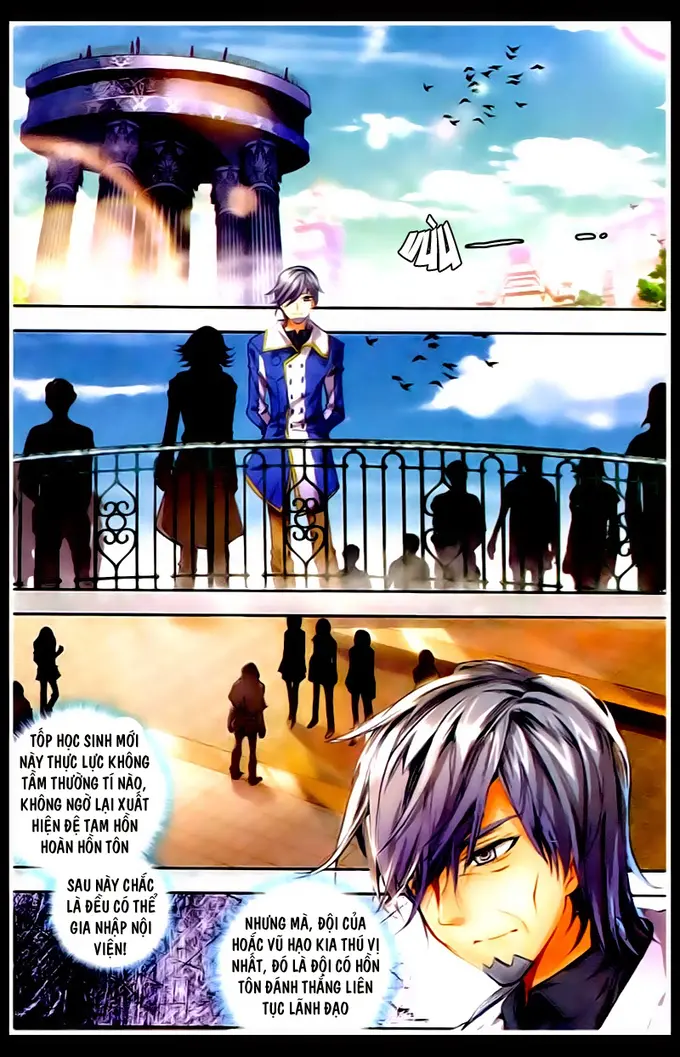 VÙÙ
TỐP HỌC SINH MỚI
NÀY THỰC LỰC KHÔNG
TẦM THƯỜNG TÍ NÀO,
KHÔNG NGỜ LẠI XUẤT
HIỆN ĐỆ TAM HỒN
HOÀN HỒN TÔN
SAU NÀY CHẮC
LÀ ĐỀU CÓ THỂ
GIA NHẬP NỘI
VIỆN!
NHƯNG MÀ, ĐỘI CỦA
HOẮC VŨ HẠO KIA THÚ VỊ
NHẤT, ĐÓ LÀ ĐỘI CÓ HỒN
TÔN ĐÁNH THẮNG LIÊN
TỤC LÃNH ĐẠO